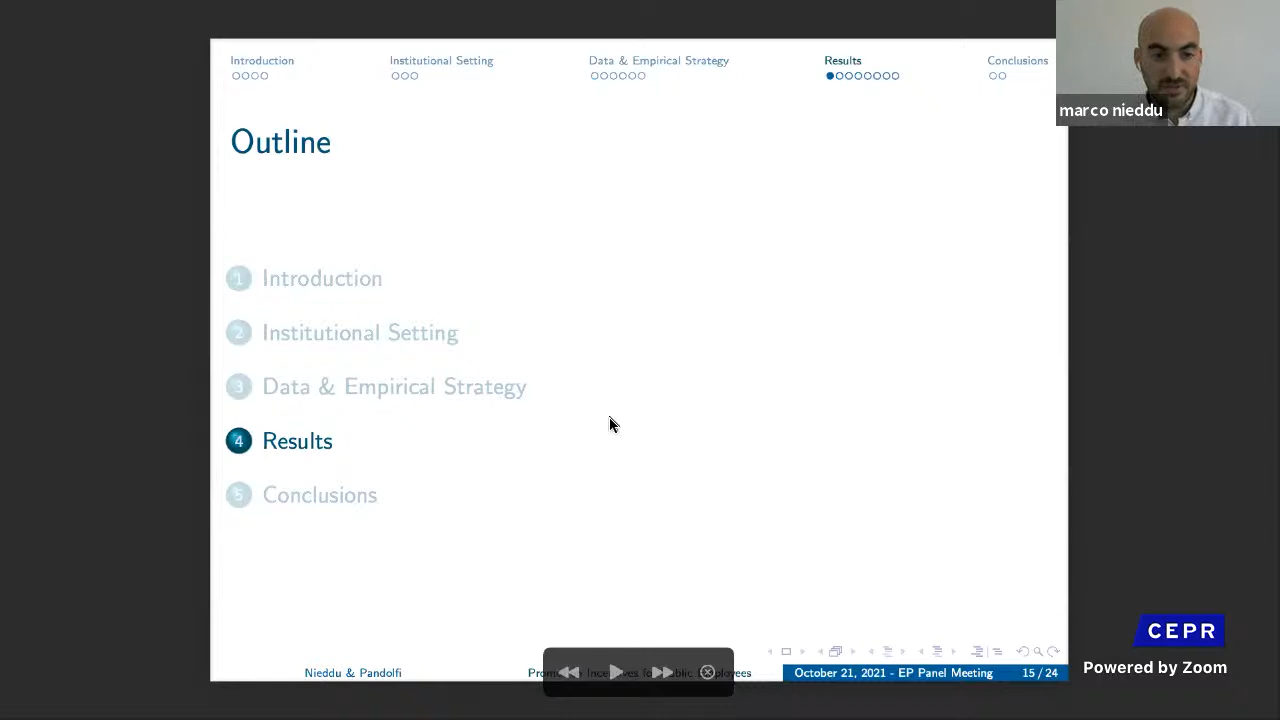 Introduction
Institutional Setting
Data & Empirical Strategy
Results
Conclusions
marco nieddu
Outline
1 Introduction
2 Institutional Setting
3 Data & Empirical Strategy
4 Results
5 Conclusions
CEPR
Powered by Zoom
Nieddu & Pandolfi
October 21, 2021 - EP Panel Meeting
15 / 24